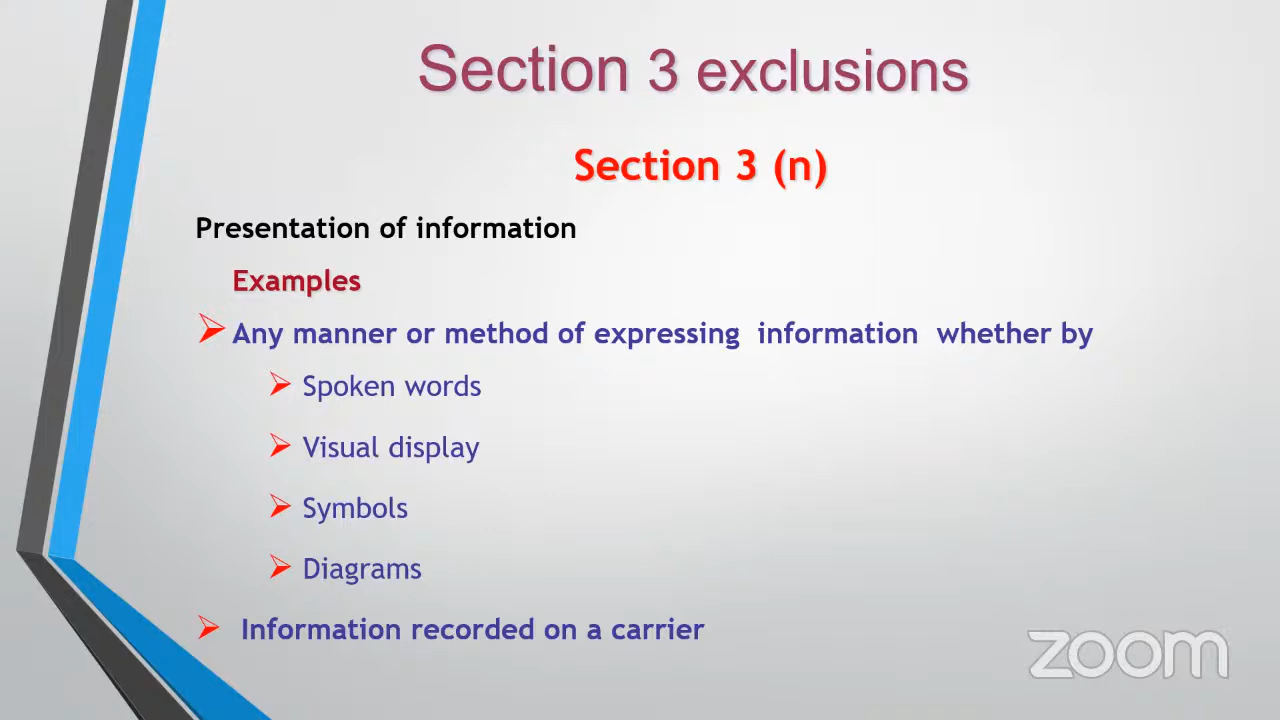 Section 3 exclusions
Section 3 (n)
Presentation of information
Examples
Any manner or method of expressing information whether by
Spoken words
Visual display
Symbols
Diagrams
Information recorded on a carrier
zoom